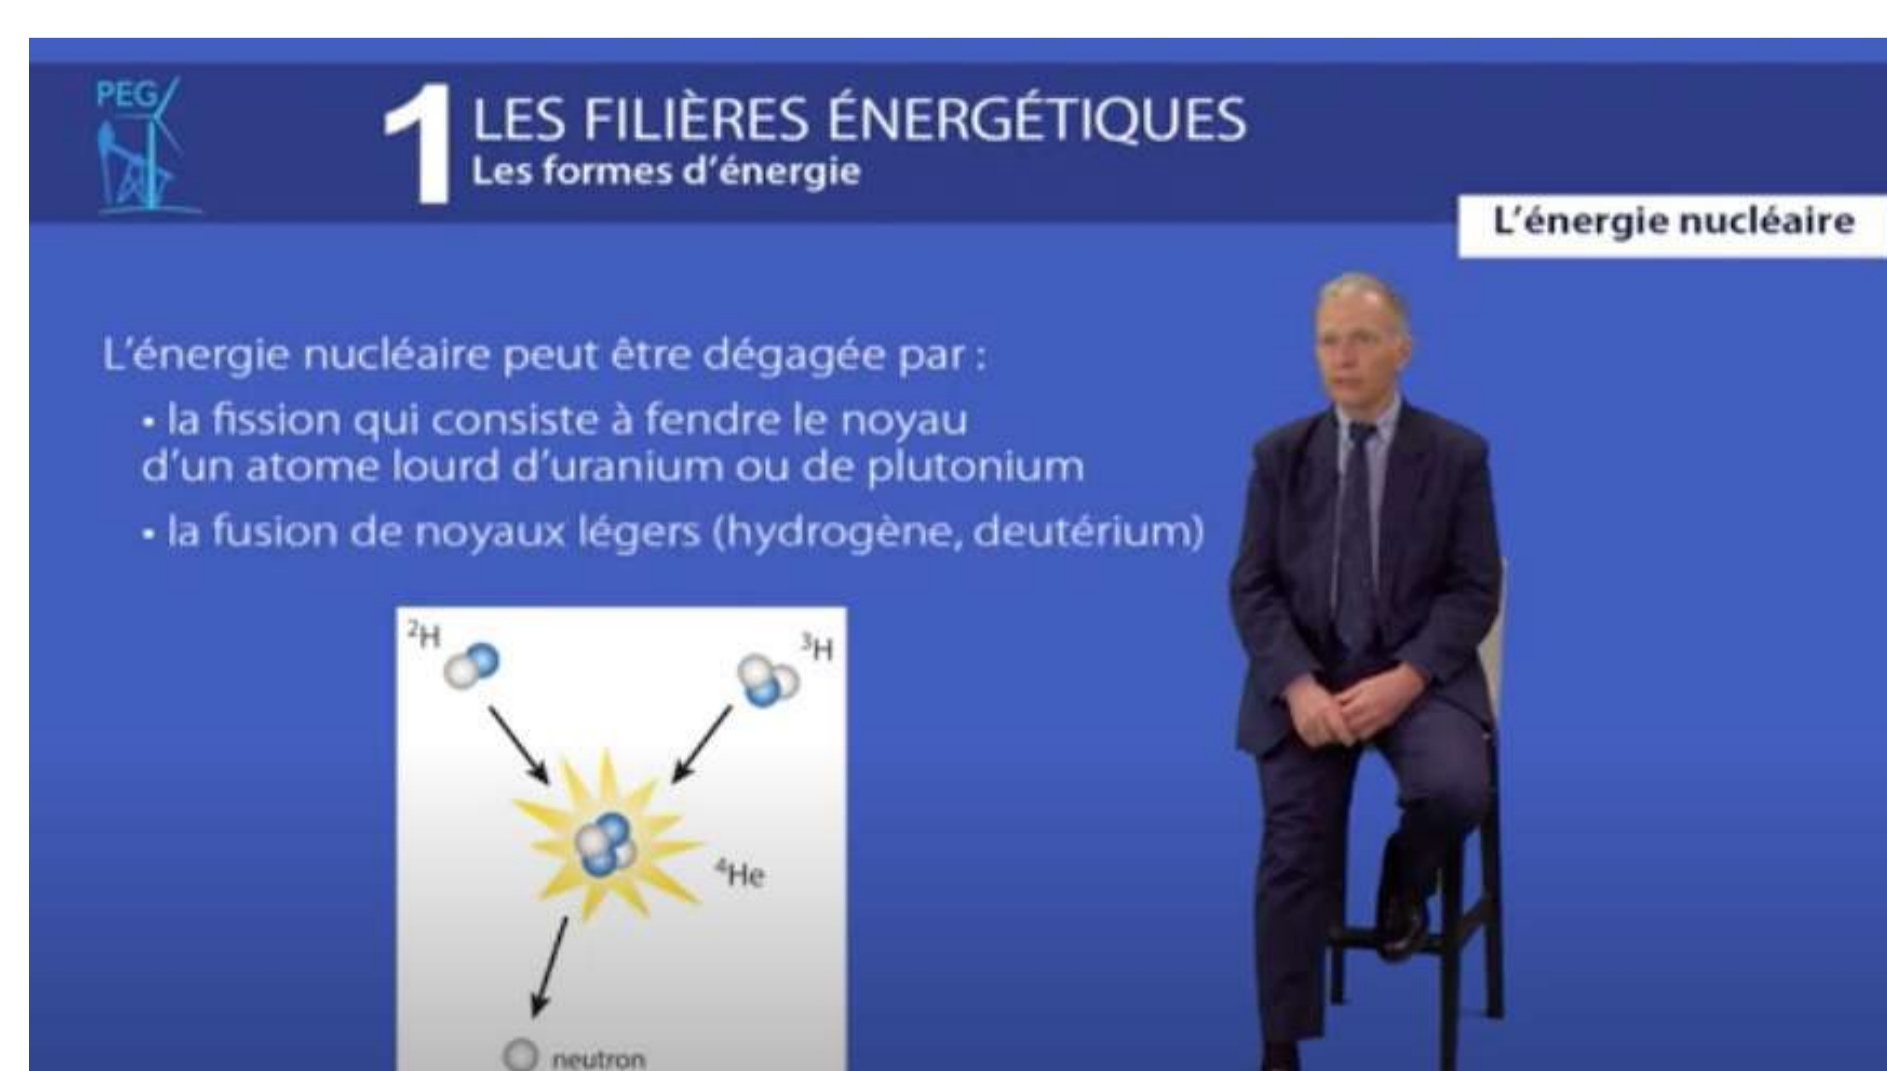 PEG
1
LES FILIÈRES ÉNERGÉTIQUES
Les formes d'énergie
L'énergie nucléaire
L'énergie nucléaire peut être dégagée par :
• la fission qui consiste à fendre le noyau
d'un atome lourd d'uranium ou de plutonium
• la fusion de noyaux légers (hydrogène, deutérium)
²H
³H
⁴He
neutron